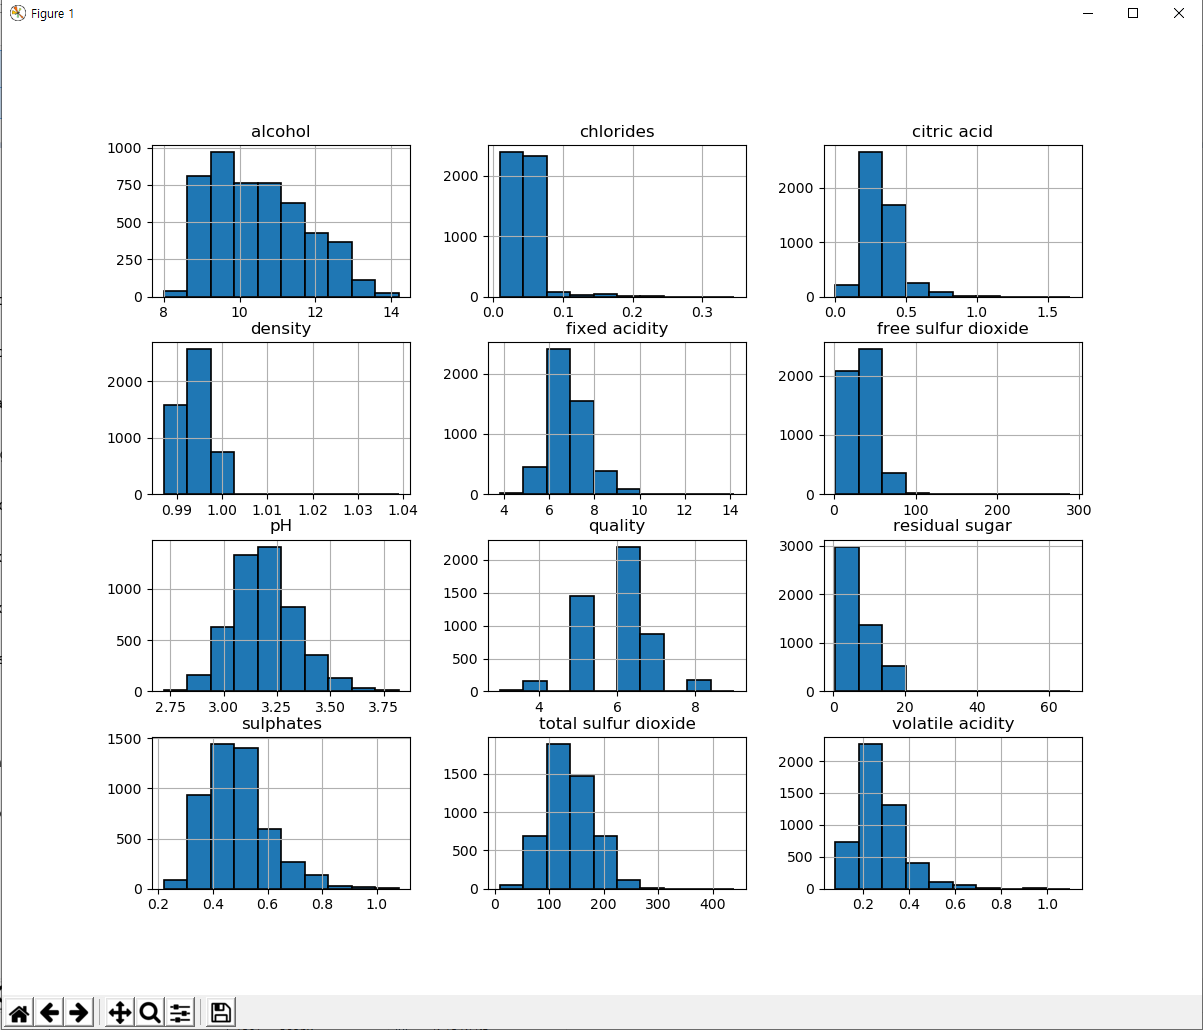 Figure 1
alcohol
chlorides
citric acid
1000
750
500
250
0
8 10 12 14
2000
1000
0
0.0 0.1 0.2 0.3
2000
1000
0
0.0 0.5 1.0 1.5
density
fixed acidity
free sulfur dioxide
2000
1000
0
0.99 1.00 1.01 1.02 1.03 1.04
2000
1000
0
4 6 8 10 12 14
2000
1000
0
0 100 200 300
pH
quality
residual sugar
1000
500
0
2.75 3.00 3.25 3.50 3.75
2000
1500
1000
500
0
4 6 8
3000
2000
1000
0
0 20 40 60
sulphates
total sulfur dioxide
volatile acidity
1500
1000
500
0
0.2 0.4 0.6 0.8 1.0
1500
1000
500
0
0 100 200 300 400
2000
1500
1000
500
0
0.2 0.4 0.6 0.8 1.0